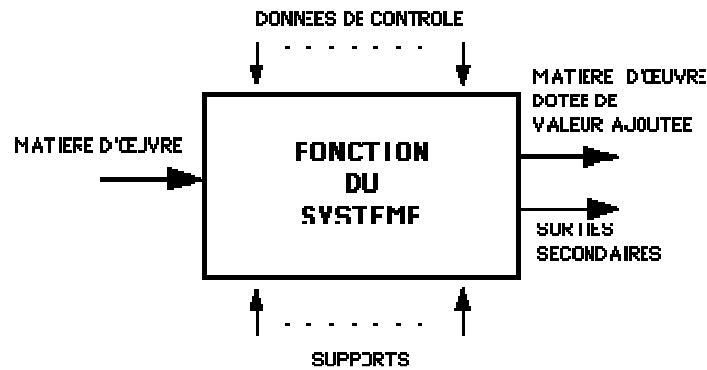 DONNEES DE CONTROLE
MATIERE D'ŒUVRE
DOTEE DE
VALEUR AJOUTEE
MATIERE D'ŒUVRE
FONCTION
DU
SYSTEME
SORTIES
SECONDAIRES
SUPPORTS